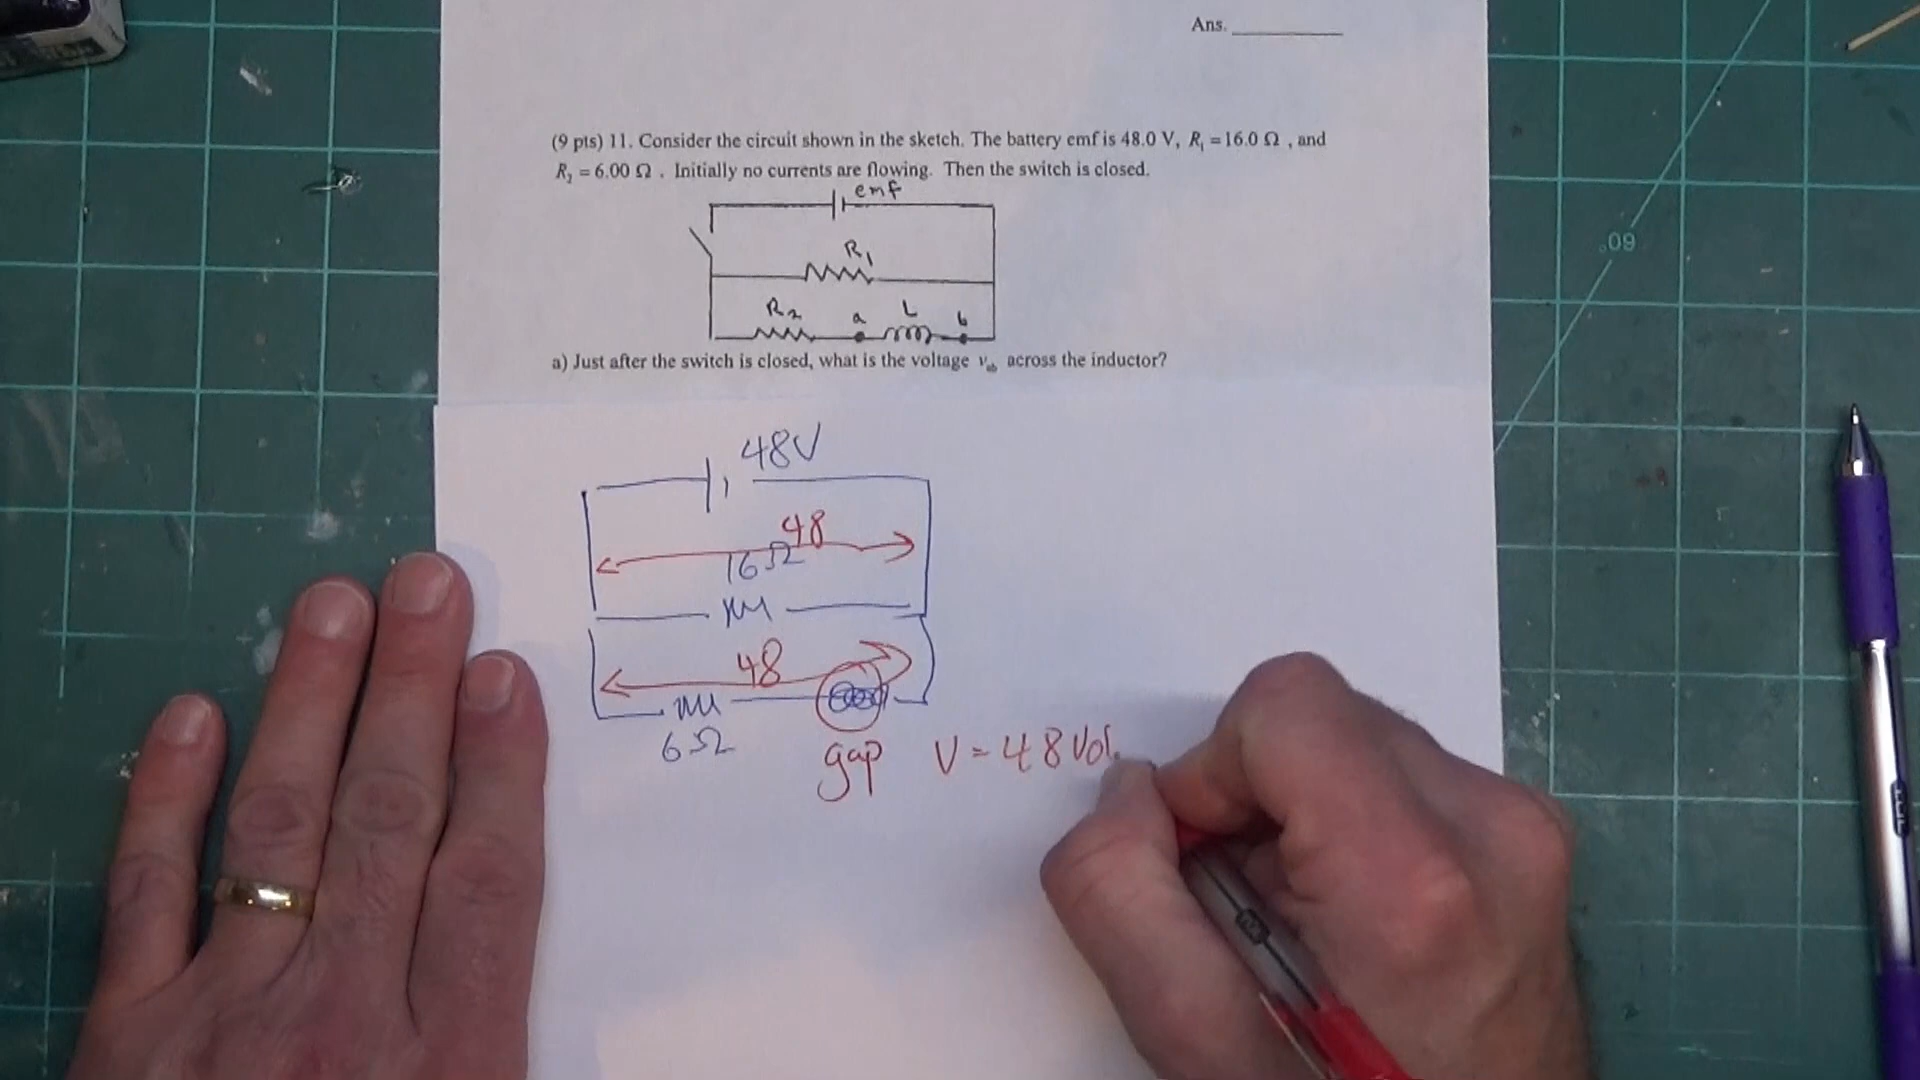 Ans.
(9 pts) 11. Consider the circuit shown in the sketch. The battery emf is 48.0 V, R₁ = 16.0 Ω , and
R₂ = 6.00 Ω . Initially no currents are flowing. Then the switch is closed.
emf
R₁
R₂ a L b
a) Just after the switch is closed, what is the voltage v_ab across the inductor?
48V
48
16Ω
48
6Ω
gap V = 48 Vol
.09